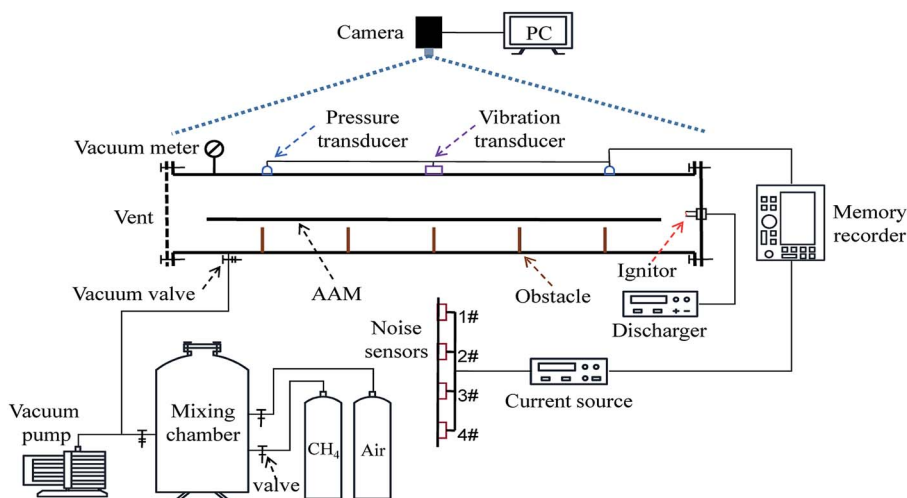 Camera
PC
Pressure
transducer
Vibration
transducer
Vacuum meter
Vent
Memory
recorder
Ignitor
Vacuum valve
AAM
Obstacle
Discharger
Noise
sensors
1#
2#
3#
4#
Current source
Vacuum
pump
Mixing
chamber
CH₄
Air
valve